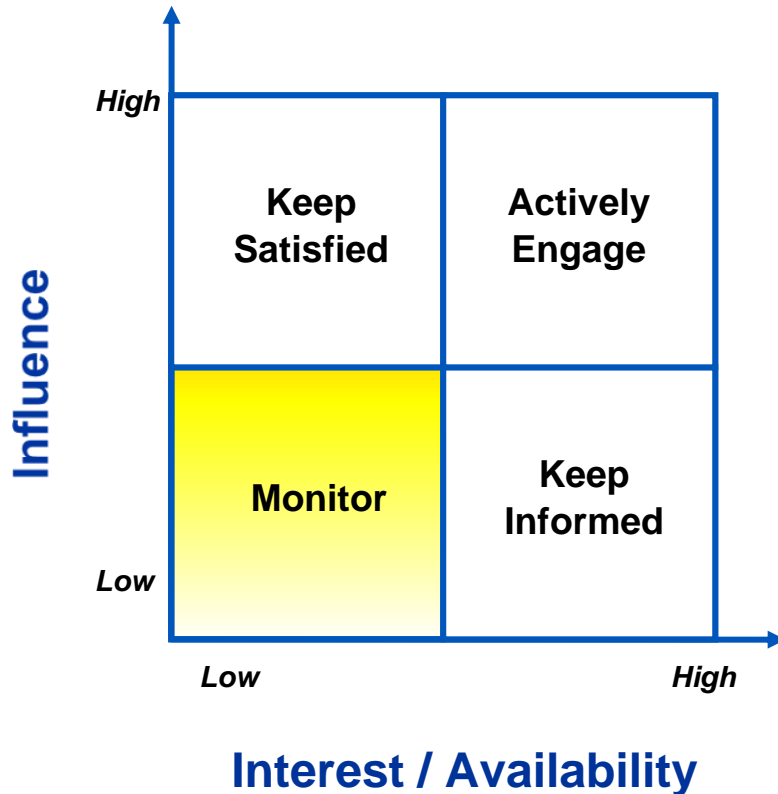 High
Keep
Satisfied
Actively
Engage
Influence
Monitor
Keep
Informed
Low
Low
High
Interest / Availability